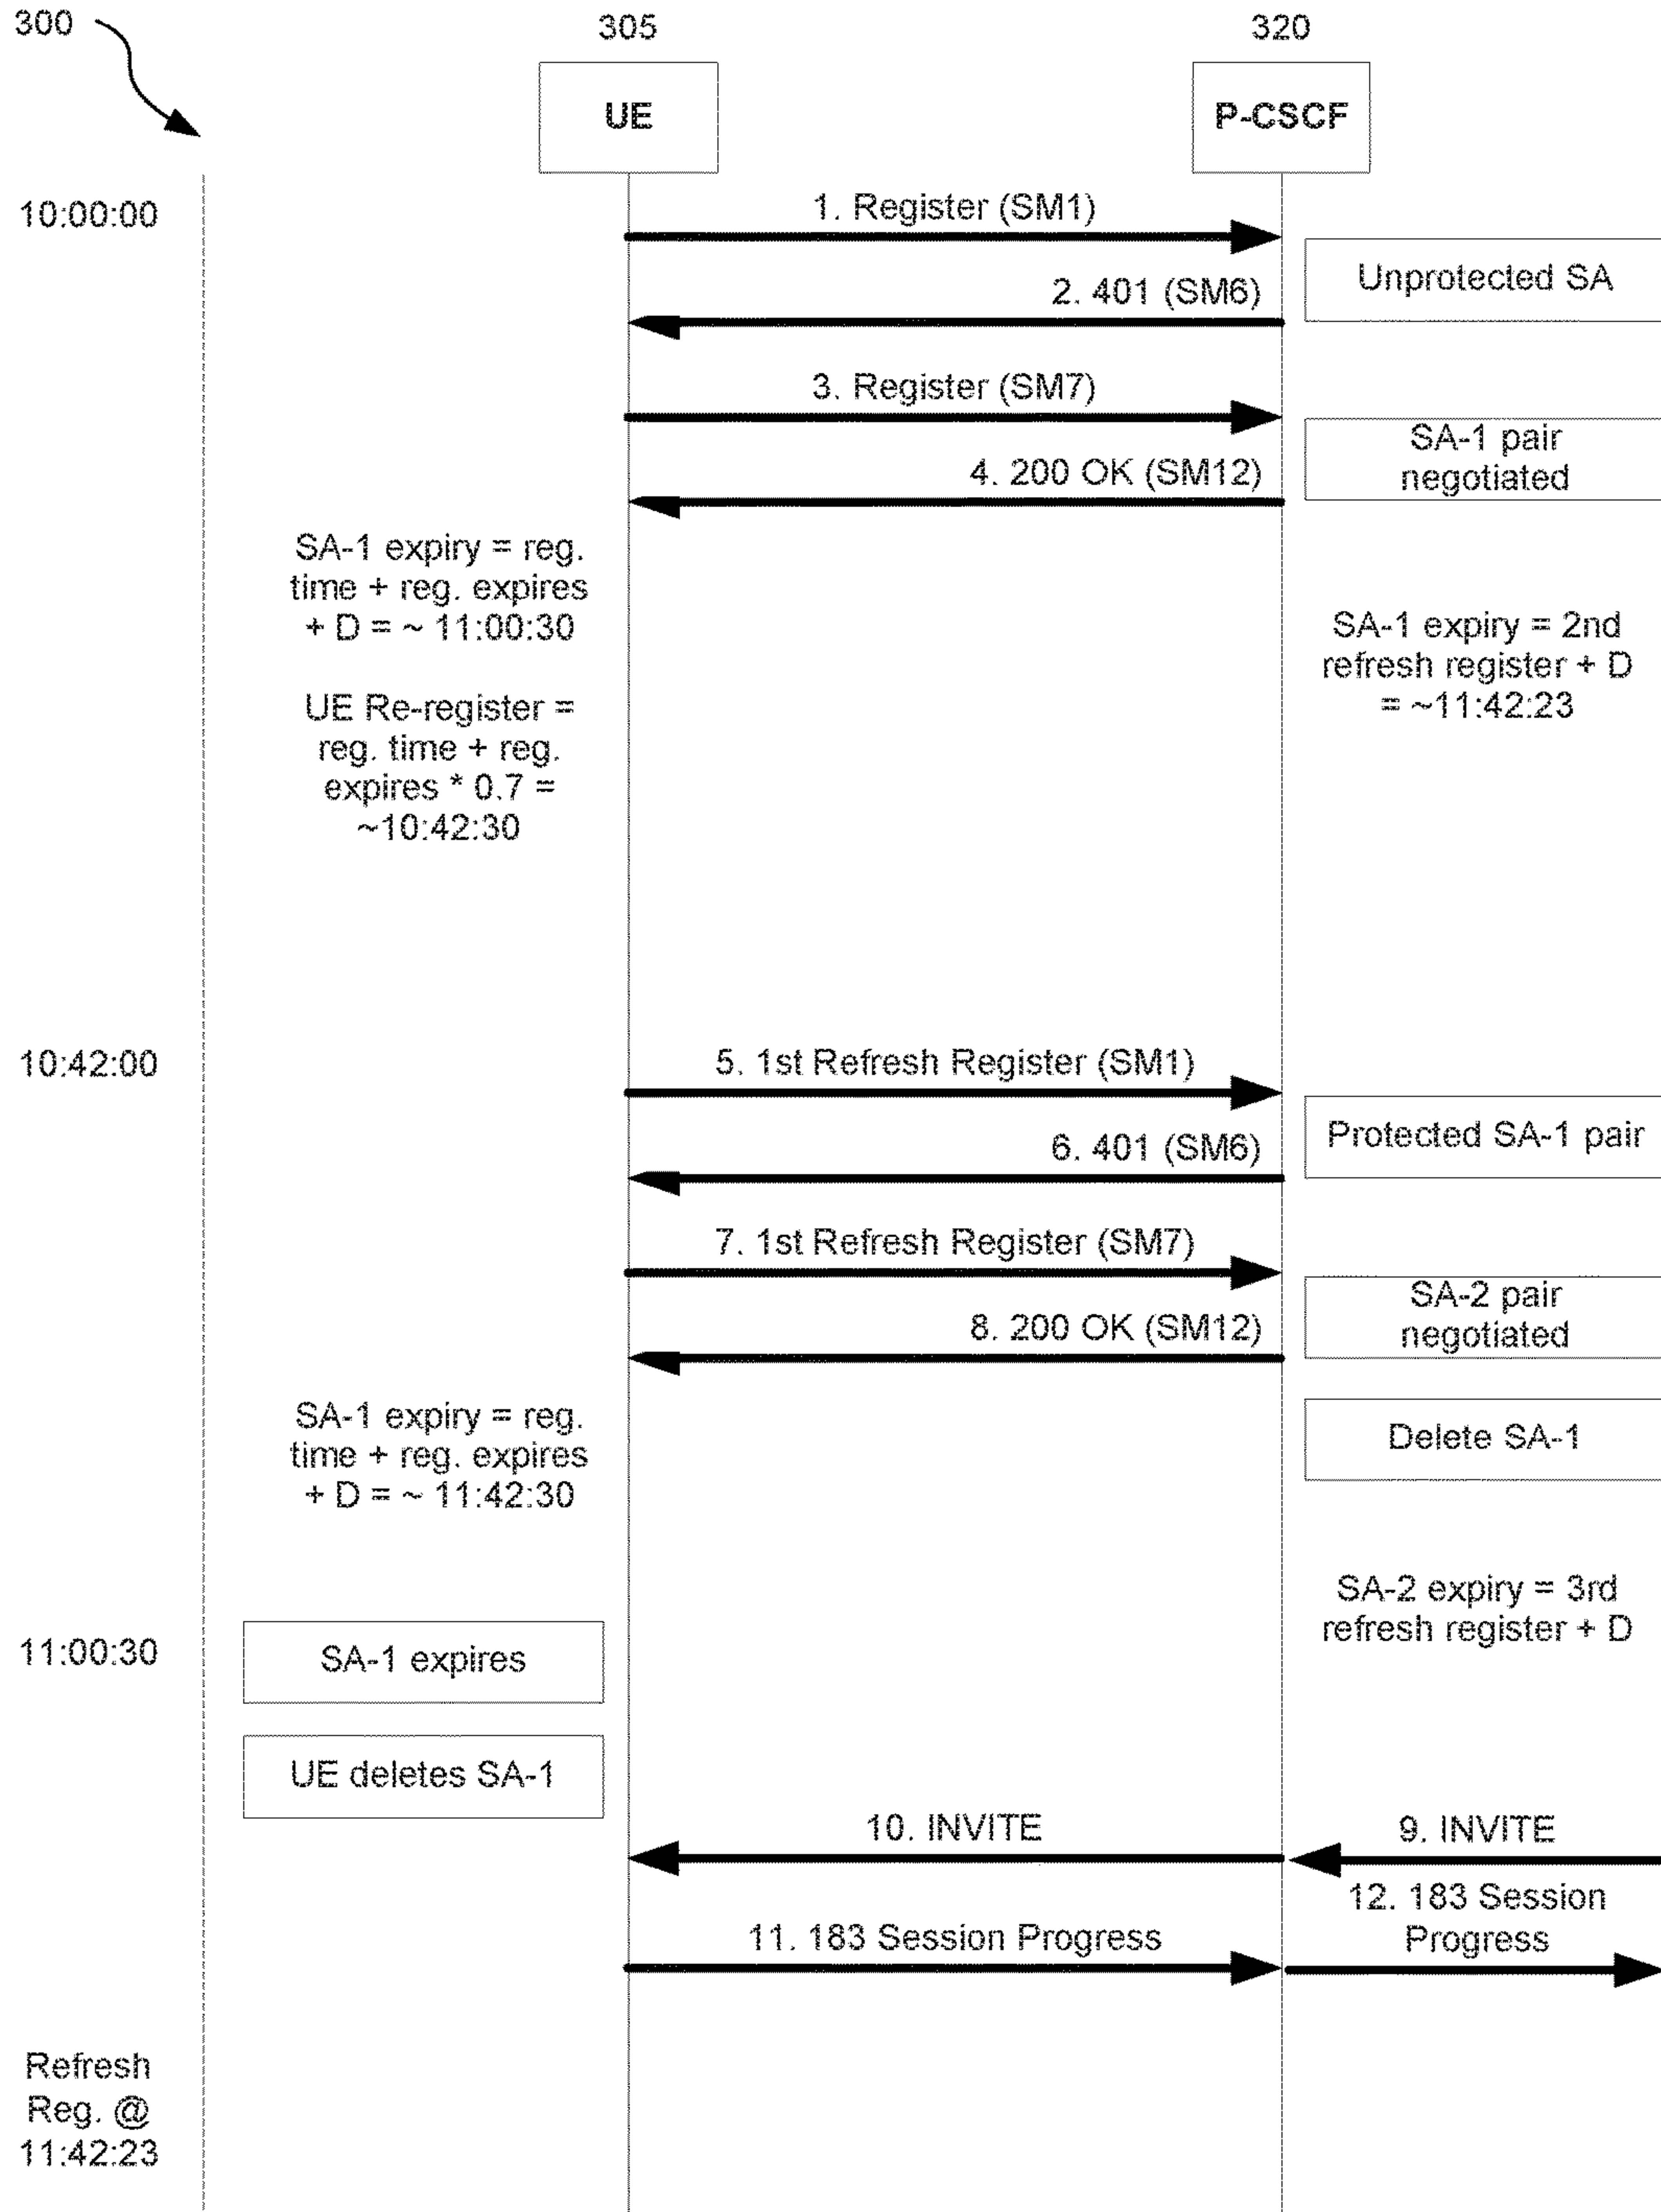 300
305
320
UE
P-CSCF
10:00:00
1. Register (SM1)
2. 401 (SM6)
Unprotected SA
3. Register (SM7)
4. 200 OK (SM12)
SA-1 pair
negotiated
SA-1 expiry = reg.
time + reg. expires
+ D = ~ 11:00:30
UE Re-register =
reg. time + reg.
expires * 0.7 =
~10:42:30
SA-1 expiry = 2nd
refresh register + D
= ~11:42:23
10:42:00
5. 1st Refresh Register (SM1)
6. 401 (SM6)
Protected SA-1 pair
7. 1st Refresh Register (SM7)
8. 200 OK (SM12)
SA-2 pair
negotiated
Delete SA-1
SA-1 expiry = reg.
time + reg. expires
+ D = ~ 11:42:30
SA-2 expiry = 3rd
refresh register + D
11:00:30
SA-1 expires
UE deletes SA-1
10. INVITE
9. INVITE
11. 183 Session Progress
12. 183 Session
Progress
Refresh
Reg. @
11:42:23